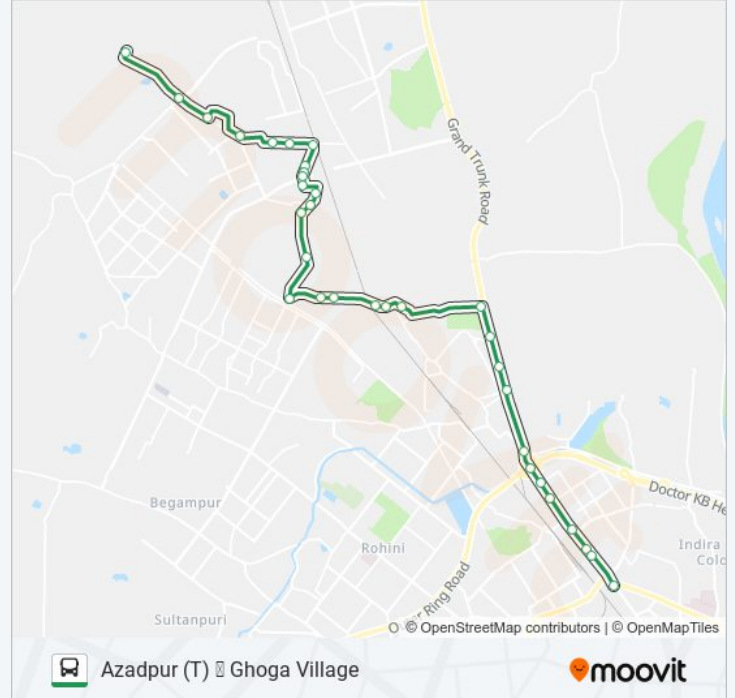 Grand Trunk Road
Doctor KB He
Begampur
Rohini
Indira
Colo
Ring Road
Sultanpuri
© OpenStreetMap contributors | © OpenMapTiles
Azadpur (T) Ghoga Village
moovit